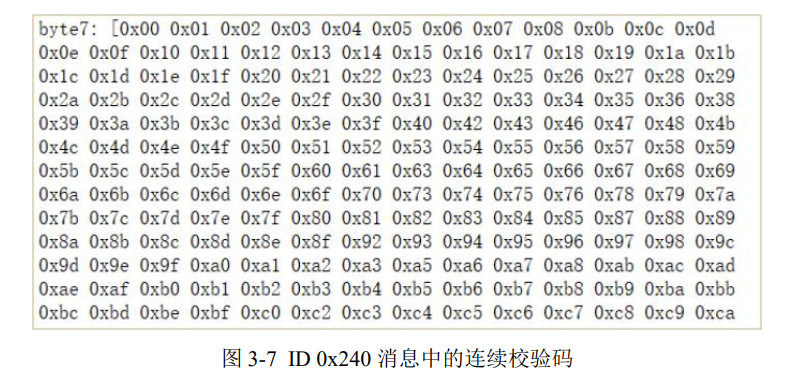 byte7: [0x00 0x01 0x02 0x03 0x04 0x05 0x06 0x07 0x08 0x0b 0x0c 0x0d
0x0e 0x0f 0x10 0x11 0x12 0x13 0x14 0x15 0x16 0x17 0x18 0x19 0x1a 0x1b
0x1c 0x1d 0x1e 0x1f 0x20 0x21 0x22 0x23 0x24 0x25 0x26 0x27 0x28 0x29
0x2a 0x2b 0x2c 0x2d 0x2e 0x2f 0x30 0x31 0x32 0x33 0x34 0x35 0x36 0x38
0x39 0x3a 0x3b 0x3c 0x3d 0x3e 0x3f 0x40 0x42 0x43 0x46 0x47 0x48 0x4b
0x4c 0x4d 0x4e 0x4f 0x50 0x51 0x52 0x53 0x54 0x55 0x56 0x57 0x58 0x59
0x5b 0x5c 0x5d 0x5e 0x5f 0x60 0x61 0x63 0x64 0x65 0x66 0x67 0x68 0x69
0x6a 0x6b 0x6c 0x6d 0x6e 0x6f 0x70 0x73 0x74 0x75 0x76 0x78 0x79 0x7a
0x7b 0x7c 0x7d 0x7e 0x7f 0x80 0x81 0x82 0x83 0x84 0x85 0x87 0x88 0x89
0x8a 0x8b 0x8c 0x8d 0x8e 0x8f 0x92 0x93 0x94 0x95 0x96 0x97 0x98 0x9c
0x9d 0x9e 0x9f 0xa0 0xa1 0xa2 0xa3 0xa5 0xa6 0xa7 0xa8 0xab 0xac 0xad
0xae 0xaf 0xb0 0xb1 0xb2 0xb3 0xb4 0xb5 0xb6 0xb7 0xb8 0xb9 0xba 0xbb
0xbc 0xbd 0xbe 0xbf 0xc0 0xc2 0xc3 0xc4 0xc5 0xc6 0xc7 0xc8 0xc9 0xca
图 3-7 ID 0x240 消息中的连续校验码